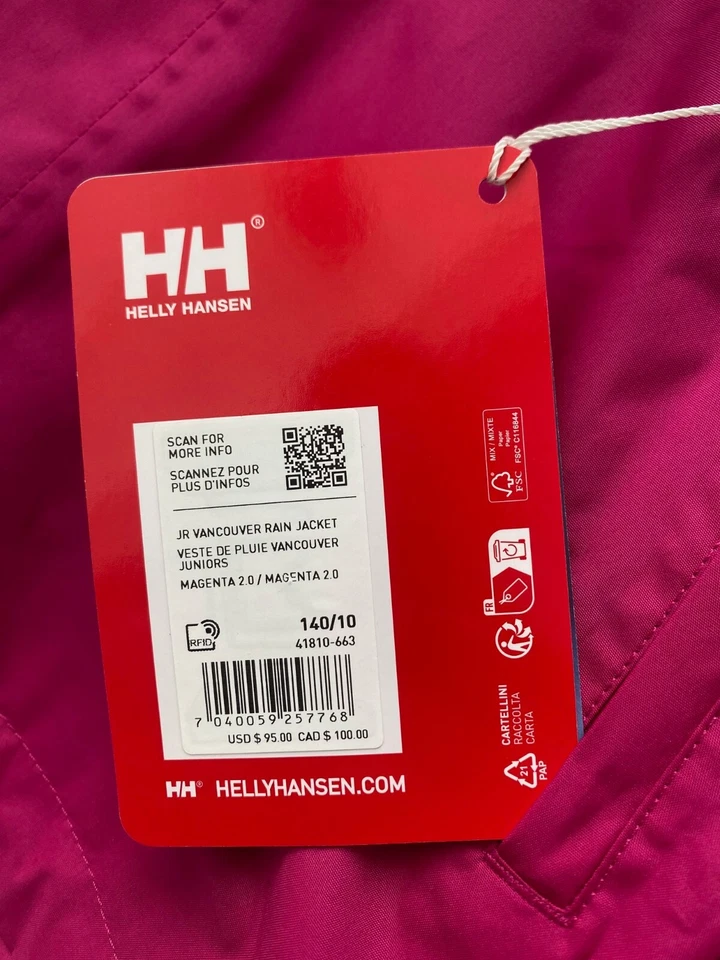 HH®
HELLY HANSEN
SCAN FOR
MORE INFO
SCANNEZ POUR
PLUS D'INFOS
JR VANCOUVER RAIN JACKET
VESTE DE PLUIE VANCOUVER
JUNIORS
MAGENTA 2.0 / MAGENTA 2.0
RFID
140/10
41810-663
7 040059 257768
USD $ 95.00 CAD $ 100.00
HH® HELLYHANSEN.COM
MIX / MIXTE
Paper
Papier
FSC® C116844
FSC
FR
CARTELLINI
RACCOLTA
CARTA
21
PAP